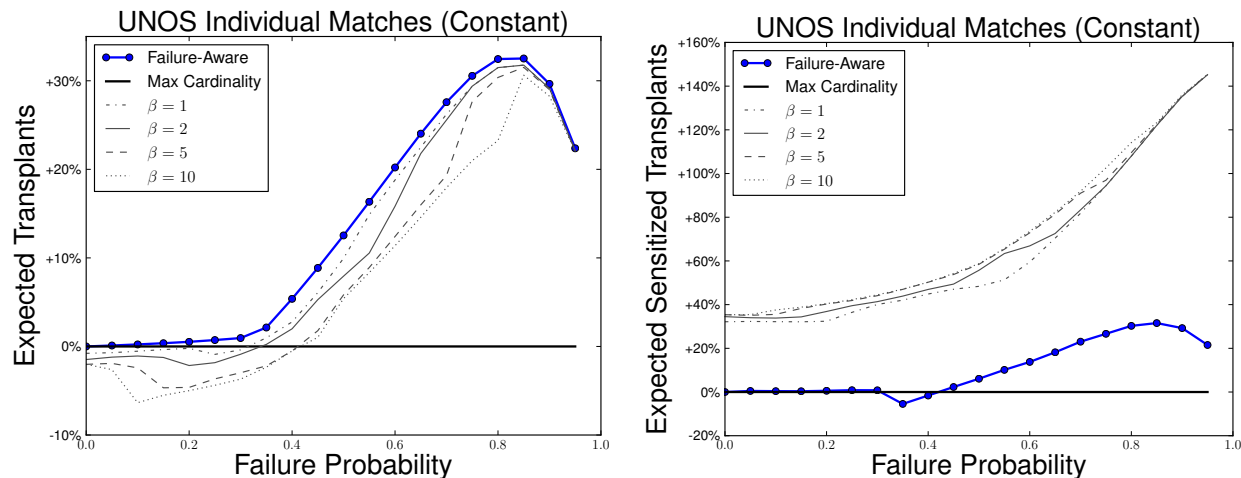 UNOS Individual Matches (Constant)
Expected Transplants
+30%
+20%
+10%
0%
-10%
Failure-Aware
Max Cardinality
β = 1
β = 2
β = 5
β = 10
0.0 0.2 0.4 0.6 0.8 1.0
Failure Probability
UNOS Individual Matches (Constant)
Expected Sensitized Transplants
+160%
+140%
+120%
+100%
+80%
+60%
+40%
+20%
0%
-20%
Failure-Aware
Max Cardinality
β = 1
β = 2
β = 5
β = 10
0.0 0.2 0.4 0.6 0.8 1.0
Failure Probability